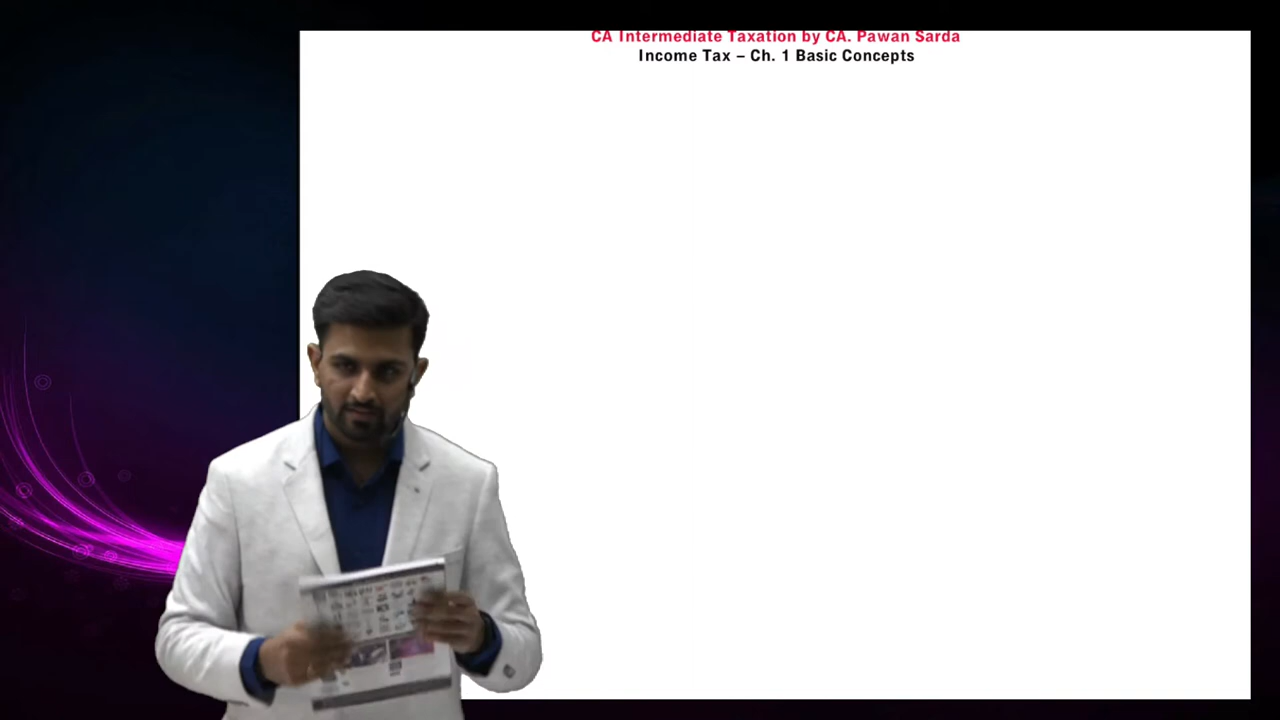 CA Intermediate Taxation by CA. Pawan Sarda
Income Tax – Ch. 1 Basic Concepts